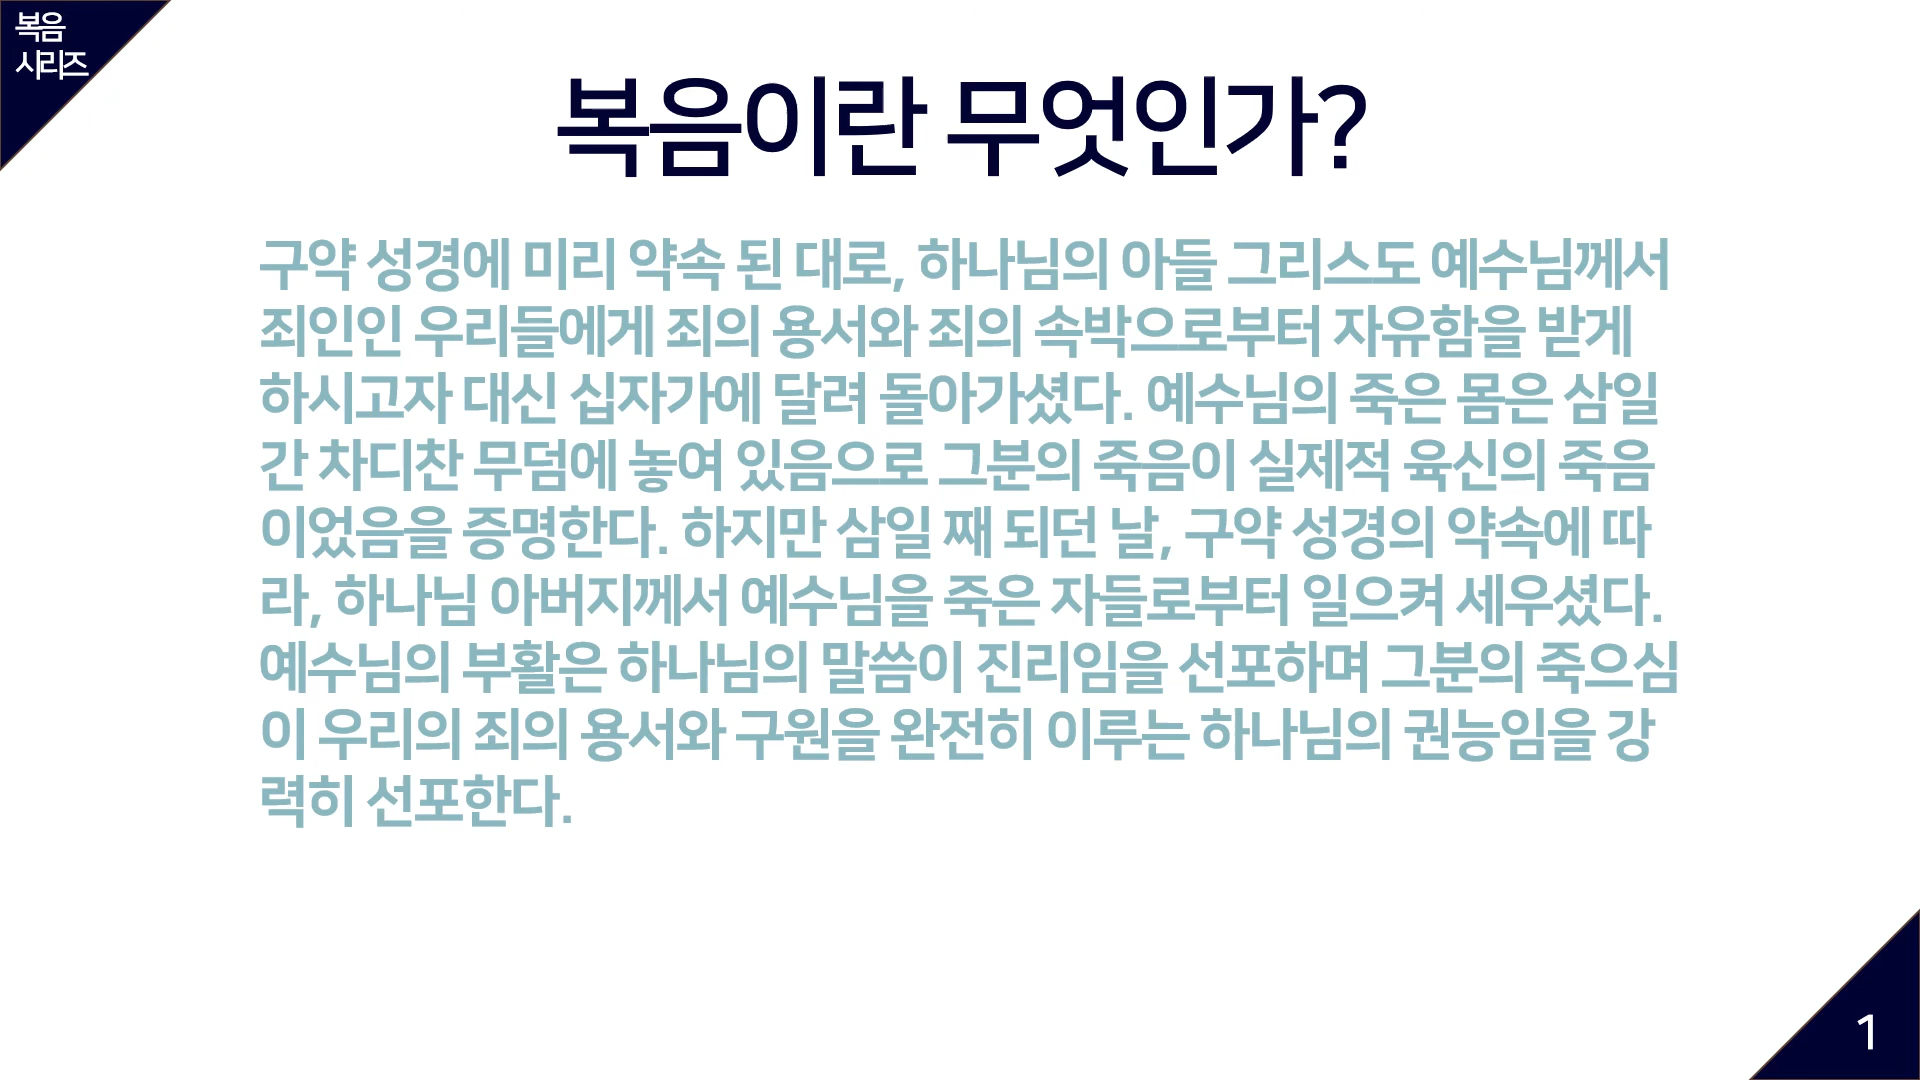 복음
시리즈
복음이란 무엇인가?
구약 성경에 미리 약속 된 대로, 하나님의 아들 그리스도 예수님께서
죄인인 우리들에게 죄의 용서와 죄의 속박으로부터 자유함을 받게
하시고자 대신 십자가에 달려 돌아가셨다. 예수님의 죽은 몸은 삼일
간 차디찬 무덤에 놓여 있음으로 그분의 죽음이 실제적 육신의 죽음
이었음을 증명한다. 하지만 삼일 째 되던 날, 구약 성경의 약속에 따
라, 하나님 아버지께서 예수님을 죽은 자들로부터 일으켜 세우셨다.
예수님의 부활은 하나님의 말씀이 진리임을 선포하며 그분의 죽으심
이 우리의 죄의 용서와 구원을 완전히 이루는 하나님의 권능임을 강
력히 선포한다.
1